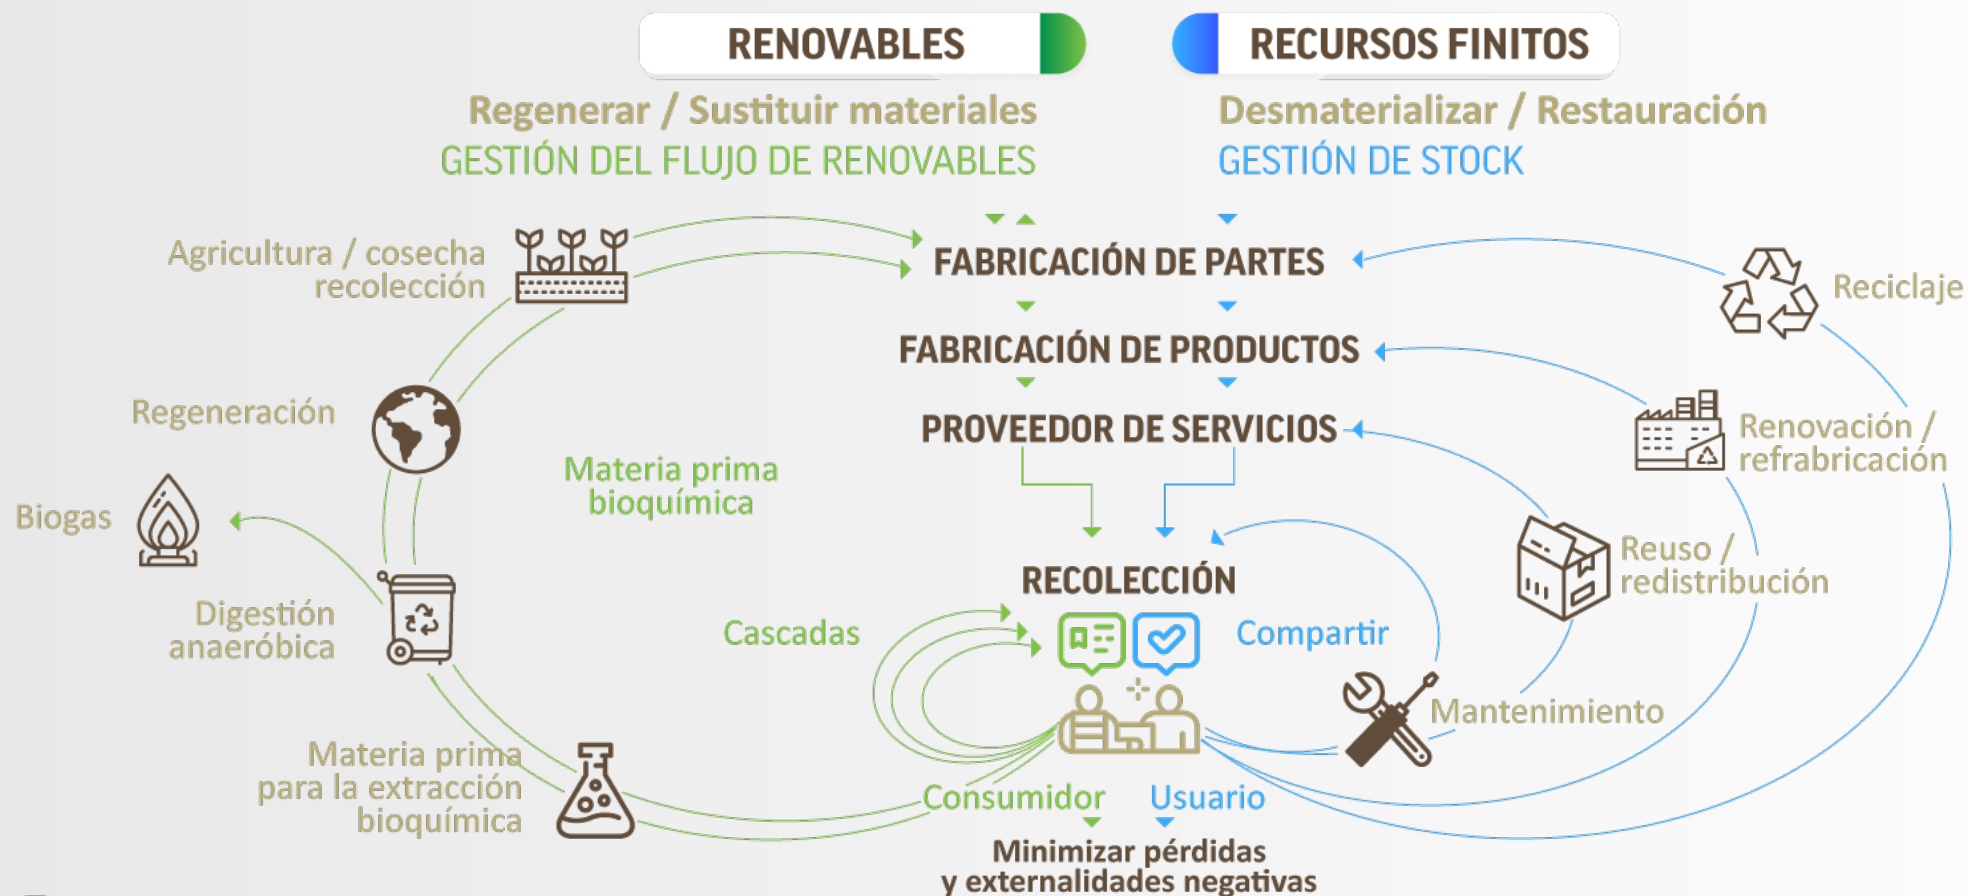 RENOVABLES
RECURSOS FINITOS
Regenerar / Sustituir materiales
Desmaterializar / Restauración
GESTIÓN DEL FLUJO DE RENOVABLES
GESTIÓN DE STOCK
Agricultura / cosecha
recolección
FABRICACIÓN DE PARTES
Reciclaje
FABRICACIÓN DE PRODUCTOS
Regeneración
PROVEEDOR DE SERVICIOS
Renovación /
refrabricación
Materia prima
bioquímica
Biogas
Reuso /
redistribución
RECOLECCIÓN
Digestión
anaeróbica
Cascadas
Compartir
Mantenimiento
Materia prima
para la extracción
bioquímica
Consumidor
Usuario
Minimizar pérdidas
y externalidades negativas